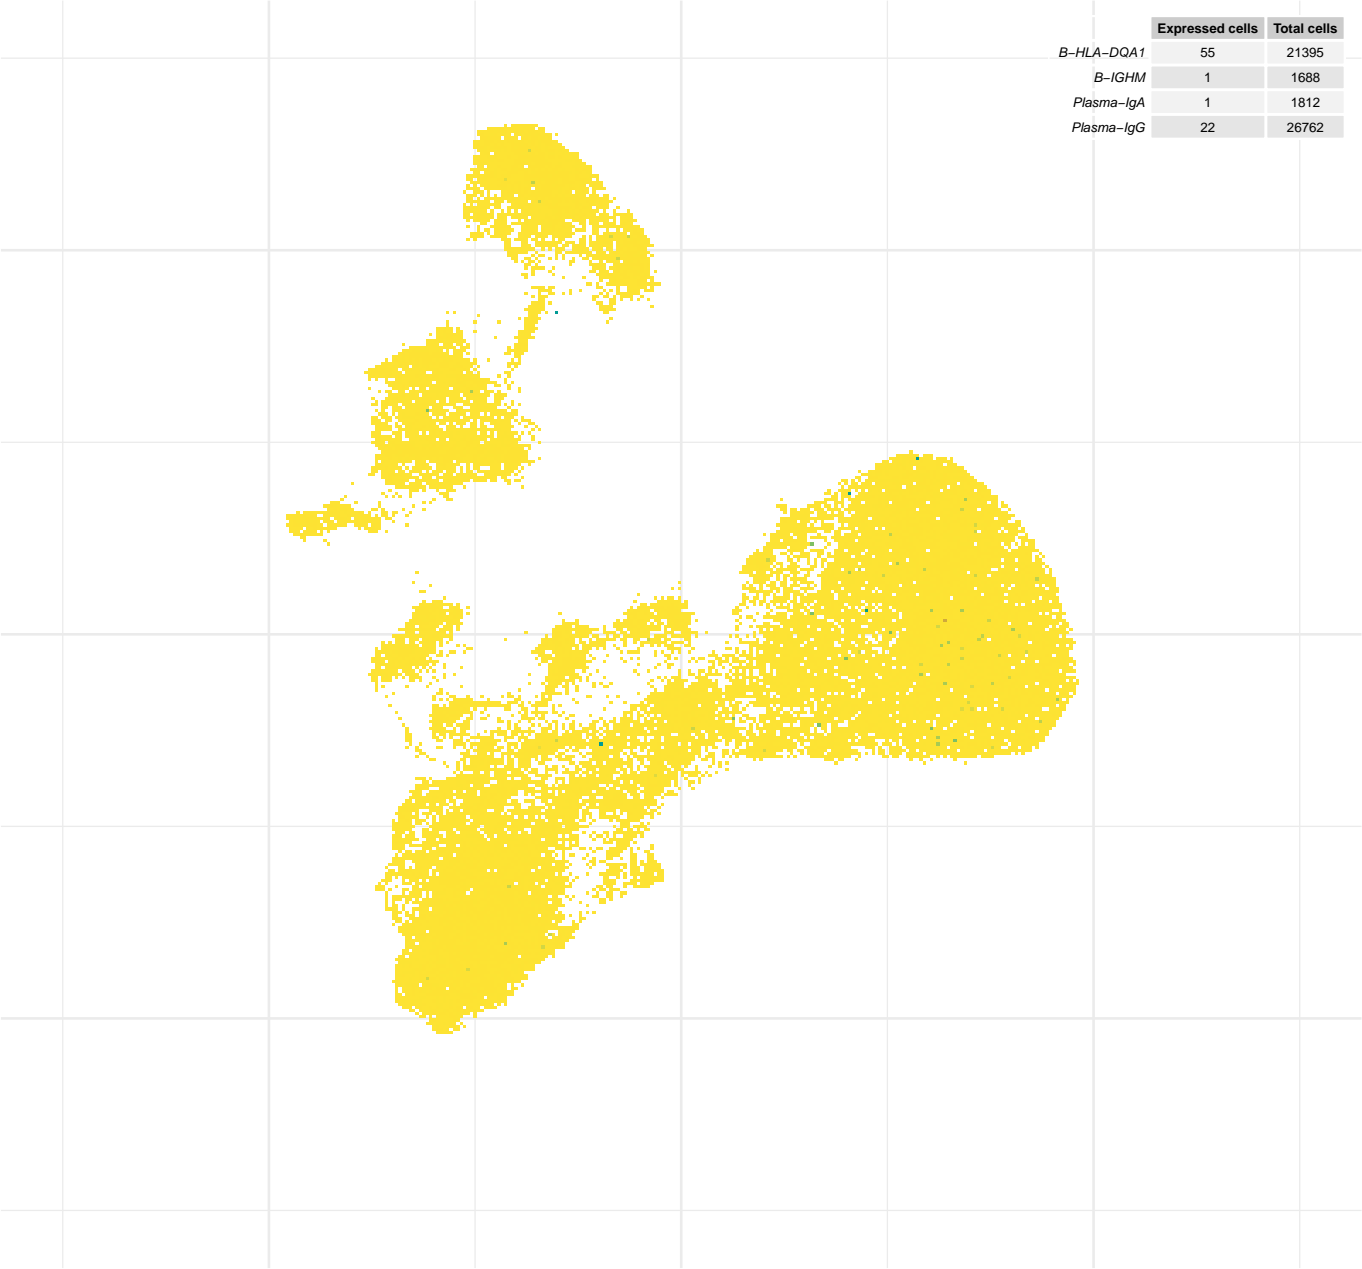 Expressed cells Total cells
B−HLA−DQA1 55 21395
B−IGHM 1 1688
Plasma−IgA 1 1812
Plasma−IgG 22 26762